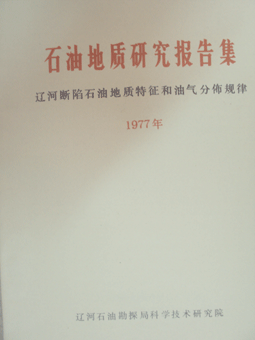 石油地质研究报告集
辽河断陷石油地质特征和油气分佈规律
1977年
辽河石油勘探局科学技术研究院